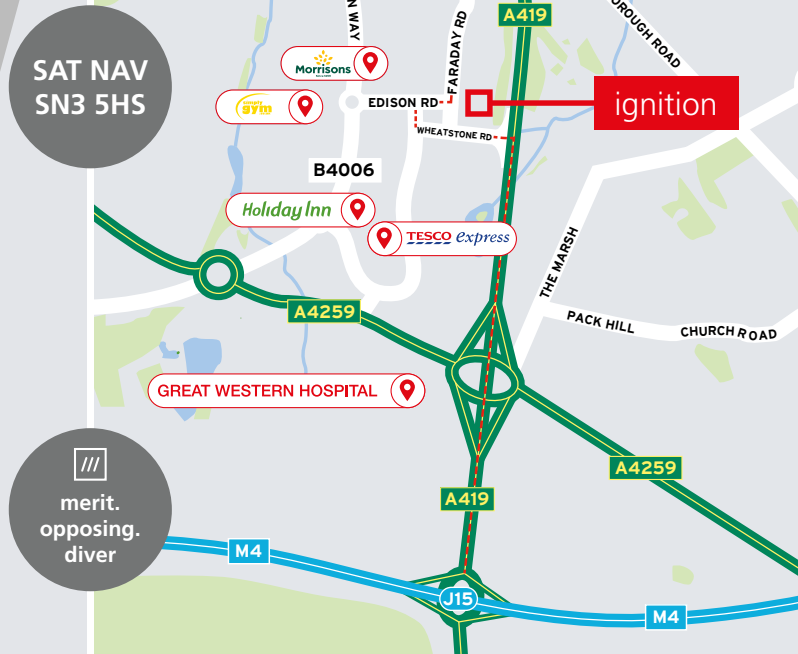 SAT NAV
SN3 5HS
N WAY
FARADAY RD
A419
OROUGH ROAD
Morrisons
simply gym
EDISON RD
ignition
WHEATSTONE RD
B4006
Holiday Inn
TESCO express
THE MARSH
A4259
PACK HILL
CHURCH ROAD
GREAT WESTERN HOSPITAL
A4259
A419
///
merit.
opposing.
diver
M4
J15
M4